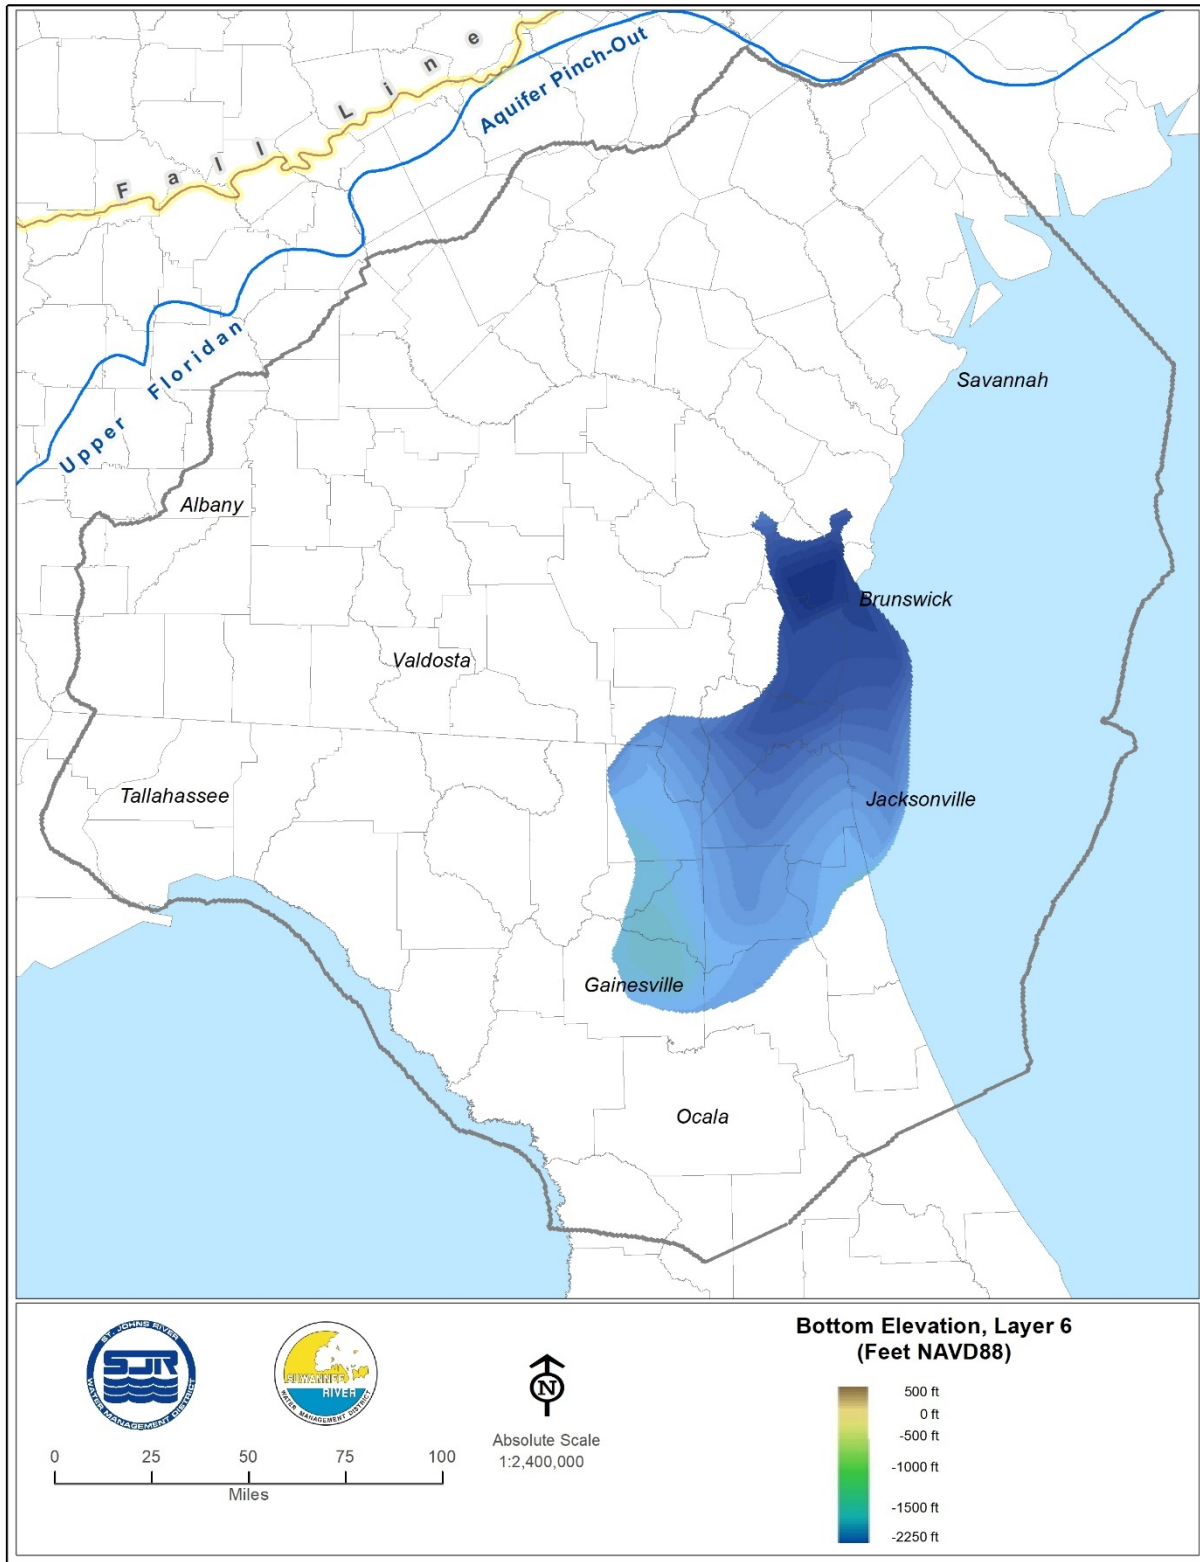 Fall Line
Aquifer Pinch-Out
Upper Floridan
Savannah
Albany
Brunswick
Valdosta
Tallahassee
Jacksonville
Gainesville
Ocala
ST. JOHNS RIVER
SJR
WATER MANAGEMENT DISTRICT
SUWANNEE
RIVER
WATER MANAGEMENT DISTRICT
N
Absolute Scale
1:2,400,000
0 25 50 75 100
Miles
Bottom Elevation, Layer 6
(Feet NAVD88)
500 ft
0 ft
-500 ft
-1000 ft
-1500 ft
-2250 ft